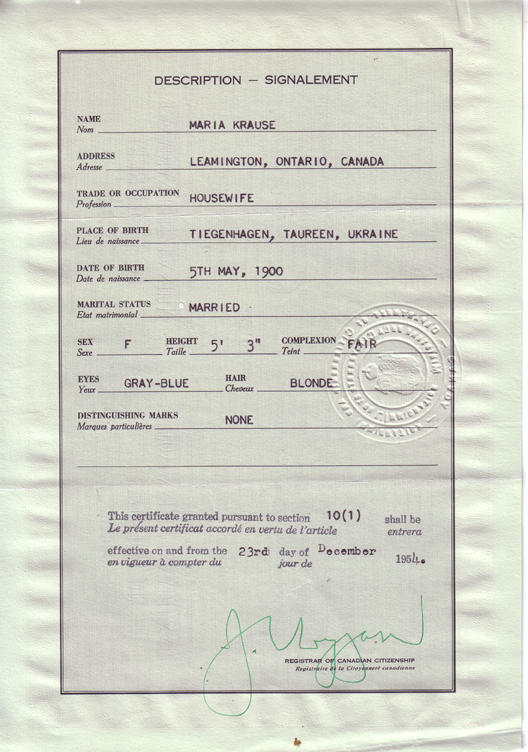 DESCRIPTION — SIGNALEMENT
NAME
Nom MARIA KRAUSE
ADDRESS
Adresse LEAMINGTON, ONTARIO, CANADA
TRADE OR OCCUPATION
Profession HOUSEWIFE
PLACE OF BIRTH
Lieu de naissance TIEGENHAGEN, TAUREEN, UKRAINE
DATE OF BIRTH
Date de naissance 5TH MAY, 1900
MARITAL STATUS
Etat matrimonial MARRIED
SEX F HEIGHT 5' 3" COMPLEXION FAIR
Sexe Taille Teint
EYES GRAY-BLUE HAIR BLONDE
Yeux Cheveux
DISTINGUISHING MARKS
Marques particulières NONE
This certificate granted pursuant to section 10(1) shall be
Le présent certificat accordé en vertu de l'article entrera
effective on and from the 23rd day of December 1954.
en vigueur à compter du jour de
REGISTRAR OF CANADIAN CITIZENSHIP
Registraire de la Citoyenneté canadienne